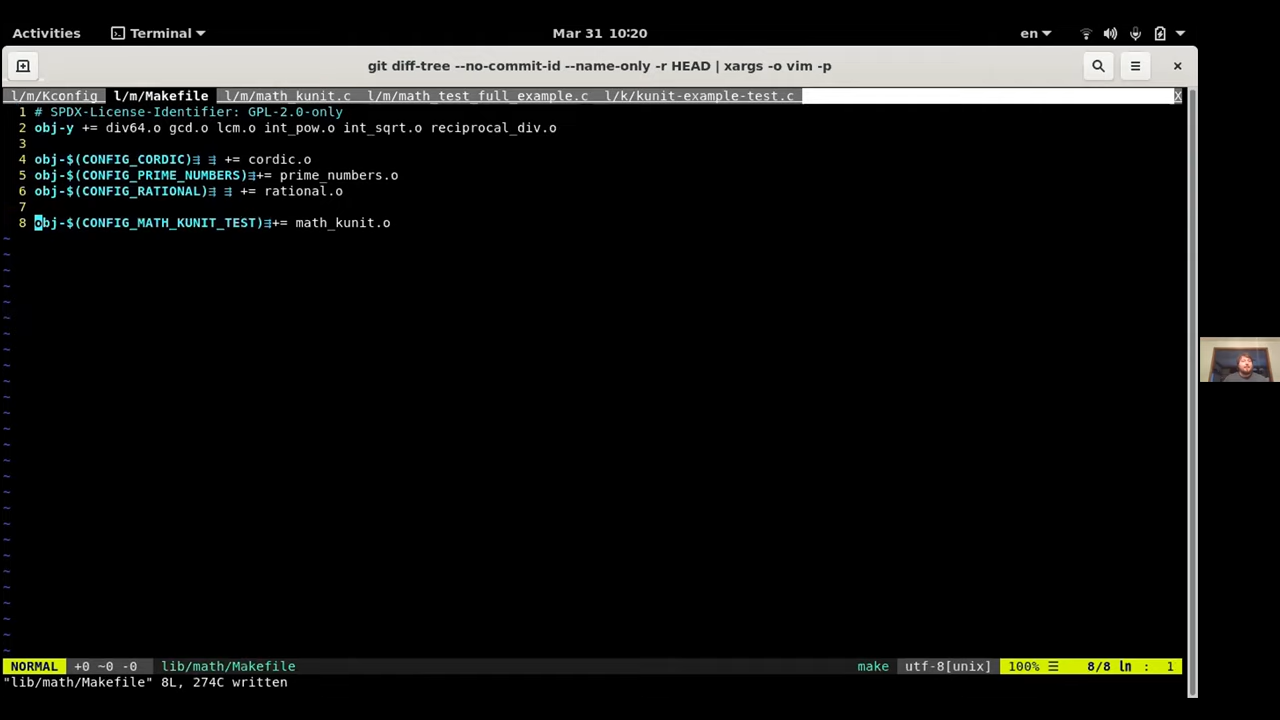 Activities Terminal Mar 31 10:20 en
git diff-tree --no-commit-id --name-only -r HEAD | xargs -o vim -p
l/m/Kconfig l/m/Makefile l/m/math_kunit.c l/m/math_test_full_example.c l/k/kunit-example-test.c X
1 # SPDX-License-Identifier: GPL-2.0-only
2 obj-y += div64.o gcd.o lcm.o int_pow.o int_sqrt.o reciprocal_div.o
3
4 obj-$(CONFIG_CORDIC) += cordic.o
5 obj-$(CONFIG_PRIME_NUMBERS) += prime_numbers.o
6 obj-$(CONFIG_RATIONAL) += rational.o
7
8 obj-$(CONFIG_MATH_KUNIT_TEST) += math_kunit.o
NORMAL +0 ~0 -0 lib/math/Makefile make utf-8[unix] 100% ☰ 8/8 ln : 1
"lib/math/Makefile" 8L, 274C written